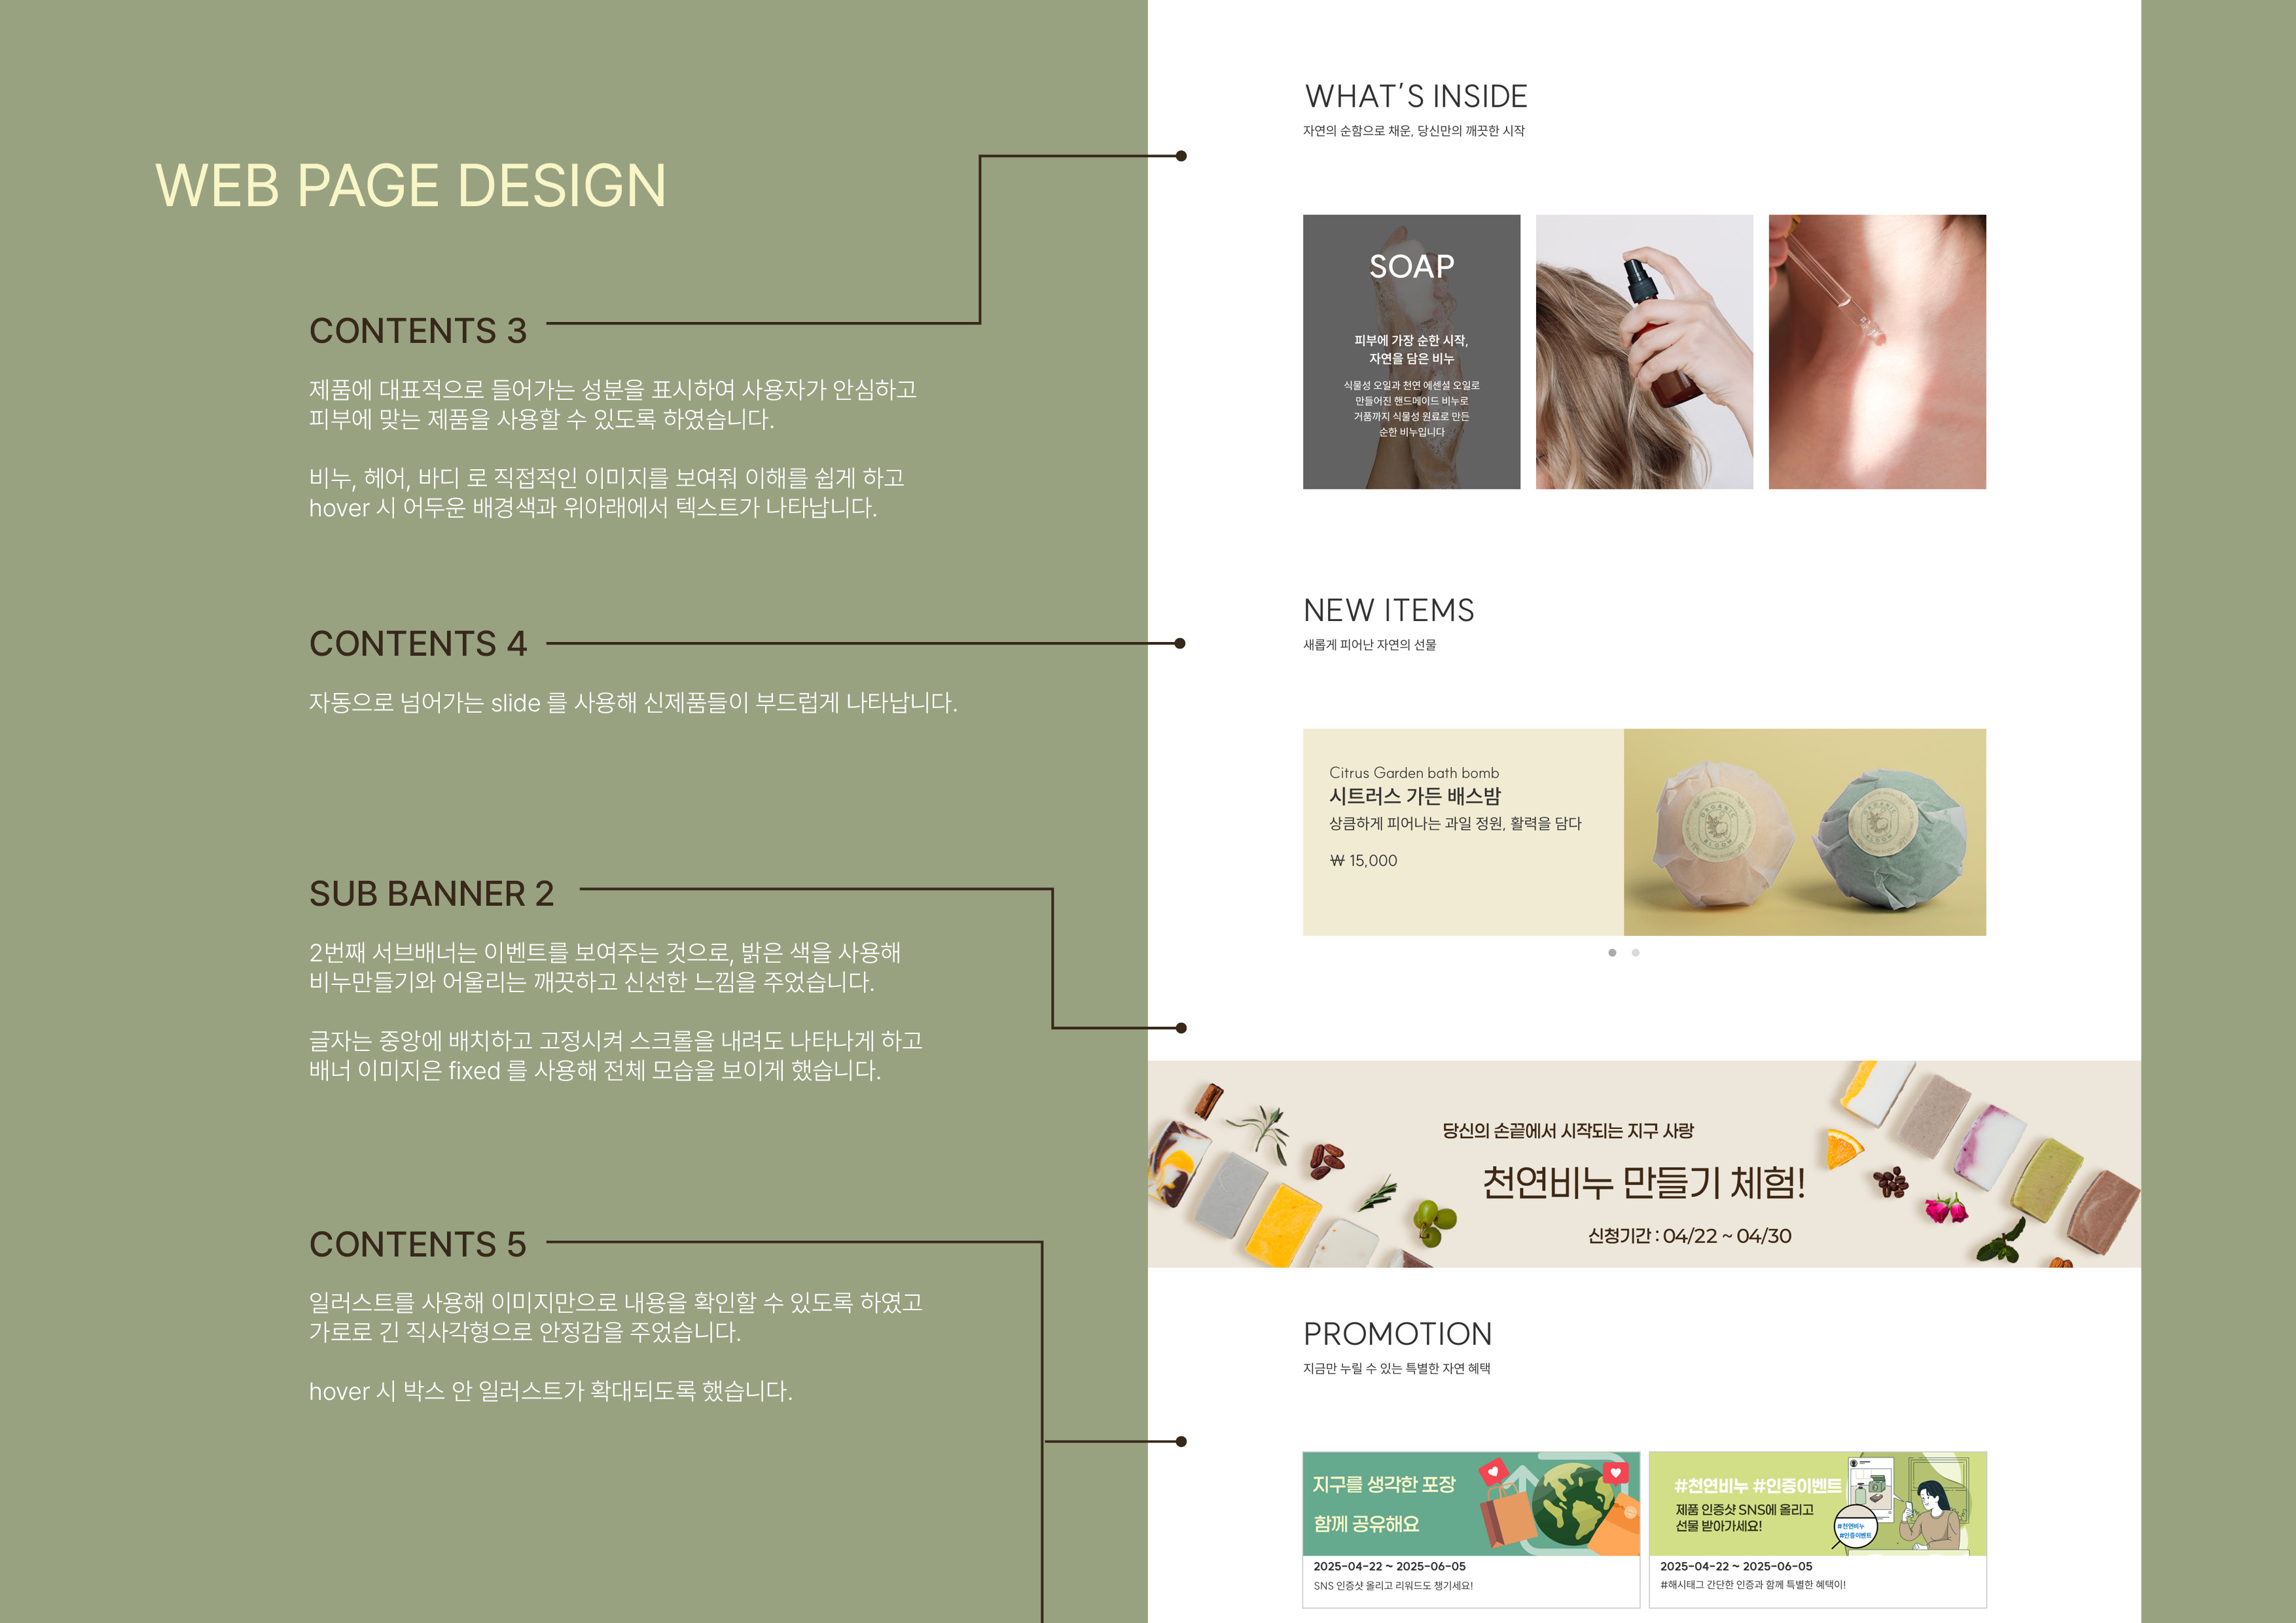 WEB PAGE DESIGN
CONTENTS 3
제품에 대표적으로 들어가는 성분을 표시하여 사용자가 안심하고
피부에 맞는 제품을 사용할 수 있도록 하였습니다.
비누, 헤어, 바디 로 직접적인 이미지를 보여줘 이해를 쉽게 하고
hover 시 어두운 배경색과 위아래에서 텍스트가 나타납니다.
CONTENTS 4
자동으로 넘어가는 slide 를 사용해 신제품들이 부드럽게 나타납니다.
SUB BANNER 2
2번째 서브배너는 이벤트를 보여주는 것으로, 밝은 색을 사용해
비누만들기와 어울리는 깨끗하고 신선한 느낌을 주었습니다.
글자는 중앙에 배치하고 고정시켜 스크롤을 내려도 나타나게 하고
배너 이미지은 fixed 를 사용해 전체 모습을 보이게 했습니다.
CONTENTS 5
일러스트를 사용해 이미지만으로 내용을 확인할 수 있도록 하였고
가로로 긴 직사각형으로 안정감을 주었습니다.
hover 시 박스 안 일러스트가 확대되도록 했습니다.
WHAT'S INSIDE
자연의 순함으로 채운, 당신만의 깨끗한 시작
SOAP
피부에 가장 순한 시작,
자연을 담은 비누
식물성 오일과 천연 에센셜 오일로
만들어진 핸드메이드 비누로
거품까지 식물성 원료로 만든
순한 비누입니다
NEW ITEMS
새롭게 피어난 자연의 선물
Citrus Garden bath bomb
시트러스 가든 배스밤
상큼하게 피어나는 과일 정원, 활력을 담다
₩ 15,000
ORGANIC
BLOOM
ORGANIC
BLOOM
당신의 손끝에서 시작되는 지구 사랑
천연비누 만들기 체험!
신청기간 : 04/22 ~ 04/30
PROMOTION
지금만 누릴 수 있는 특별한 자연 혜택
지구를 생각한 포장
함께 공유해요
2025-04-22 ~ 2025-06-05
SNS 인증샷 올리고 리워드도 챙기세요!
#천연비누 #인증이벤트
제품 인증샷 SNS에 올리고
선물 받아가세요!
#천연비누
#인증이벤트
2025-04-22 ~ 2025-06-05
#해시태그 간단한 인증과 함께 특별한 혜택이!